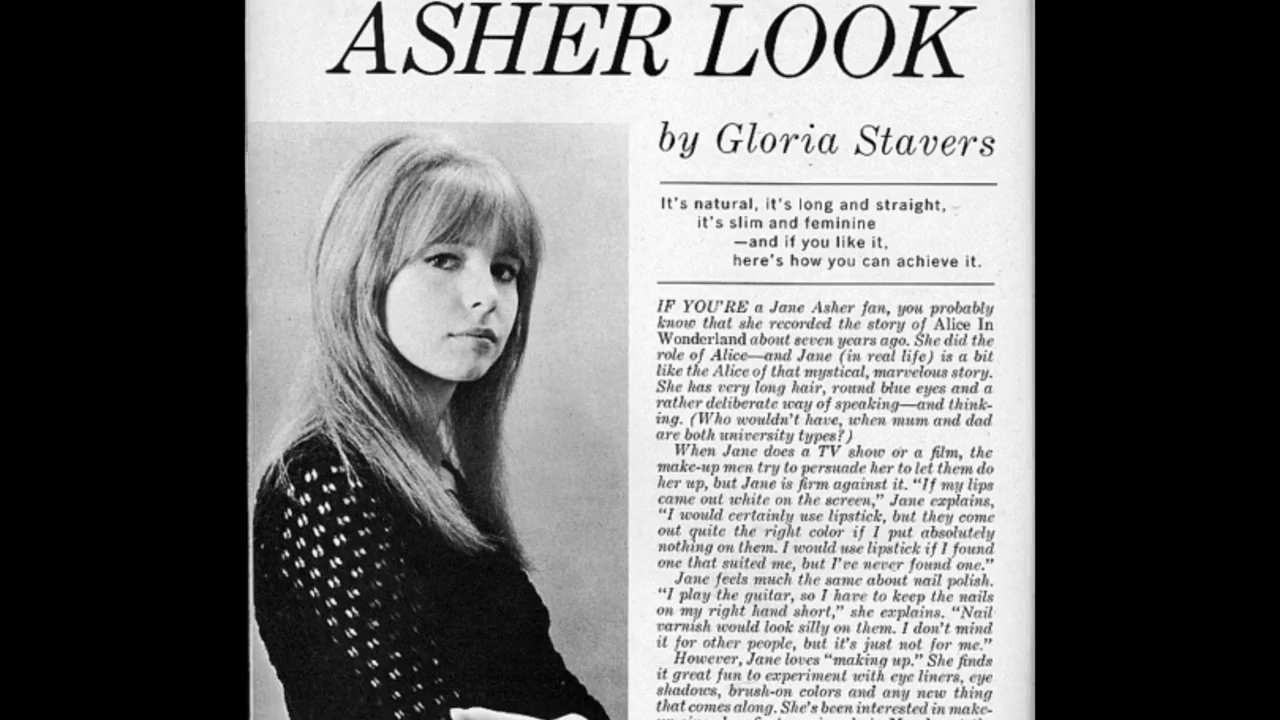 ASHER LOOK
by Gloria Stavers
It's natural, it's long and straight,
it's slim and feminine
—and if you like it,
here's how you can achieve it.
IF YOU'RE a Jane Asher fan, you probably
know that she recorded the story of Alice In
Wonderland about seven years ago. She did the
role of Alice—and Jane (in real life) is a bit
like the Alice of that mystical, marvelous story.
She has very long hair, round blue eyes and a
rather deliberate way of speaking—and think-
ing. (Who wouldn't have, when mum and dad
are both university types?)
When Jane does a TV show or a film, the
make-up men try to persuade her to let them do
her up, but Jane is firm against it. "If my lips
came out white on the screen," Jane explains,
"I would certainly use lipstick, but they come
out quite the right color if I put absolutely
nothing on them. I would use lipstick if I found
one that suited me, but I've never found one."
Jane feels much the same about nail polish.
"I play the guitar, so I have to keep the nails
on my right hand short," she explains. "Nail
varnish would look silly on them. I don't mind
it for other people, but it's just not for me."
However, Jane loves "making up." She finds
it great fun to experiment with eye liners, eye
shadows, brush-on colors and any new thing
that comes along. She's been interested in make-